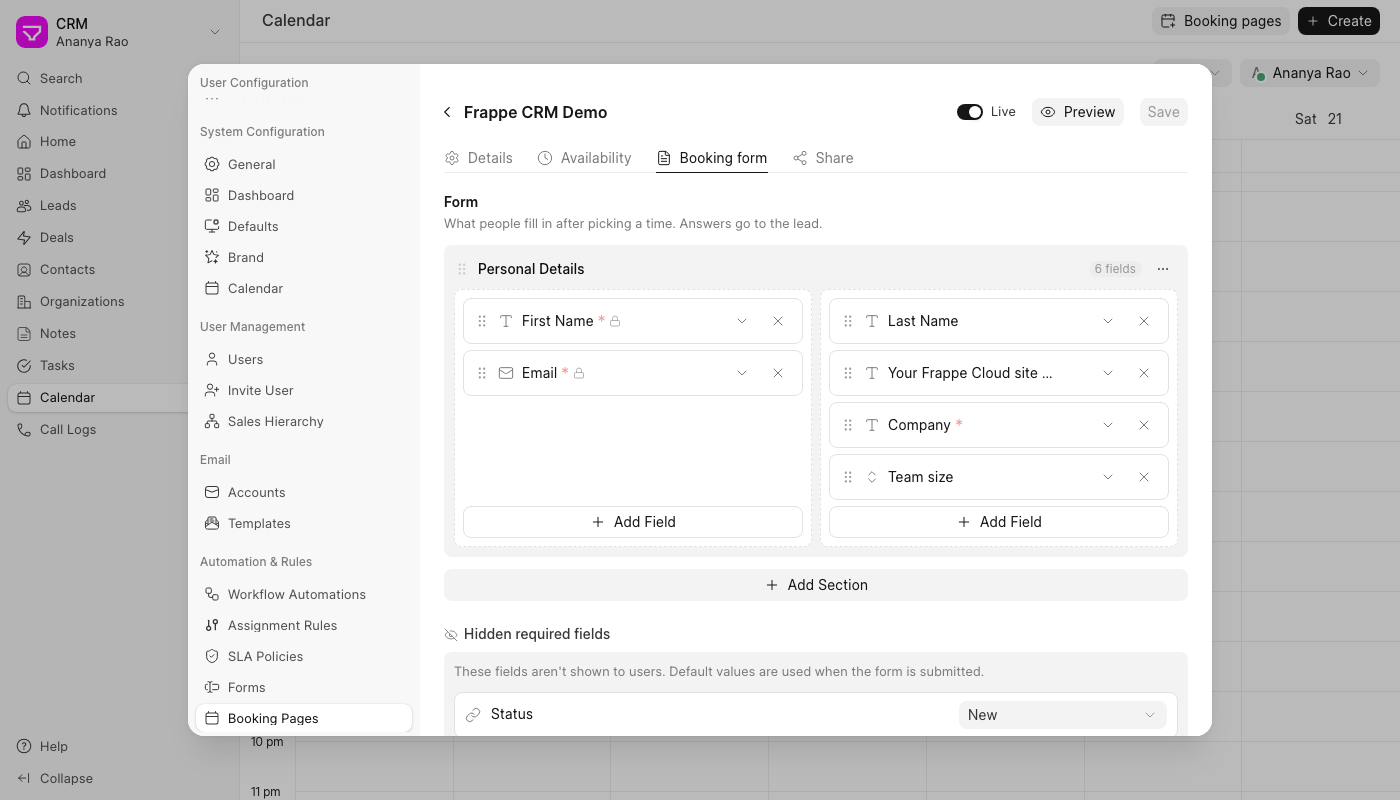 CRM
Ananya Rao
Search
Notifications
Home
Dashboard
Leads
Deals
Contacts
Organizations
Notes
Tasks
Calendar
Call Logs
Help
Collapse
Calendar
Booking pages
Create
Ananya Rao
Sat 21
10 pm
11 pm
User Configuration
System Configuration
General
Dashboard
Defaults
Brand
Calendar
User Management
Users
Invite User
Sales Hierarchy
Email
Accounts
Templates
Automation & Rules
Workflow Automations
Assignment Rules
SLA Policies
Forms
Booking Pages
Frappe CRM Demo
Live
Preview
Save
Details
Availability
Booking form
Share
Form
What people fill in after picking a time. Answers go to the lead.
Personal Details
6 fields
First Name *
Email *
Add Field
Last Name
Your Frappe Cloud site ...
Company *
Team size
Add Field
Add Section
Hidden required fields
These fields aren't shown to users. Default values are used when the form is submitted.
Status
New